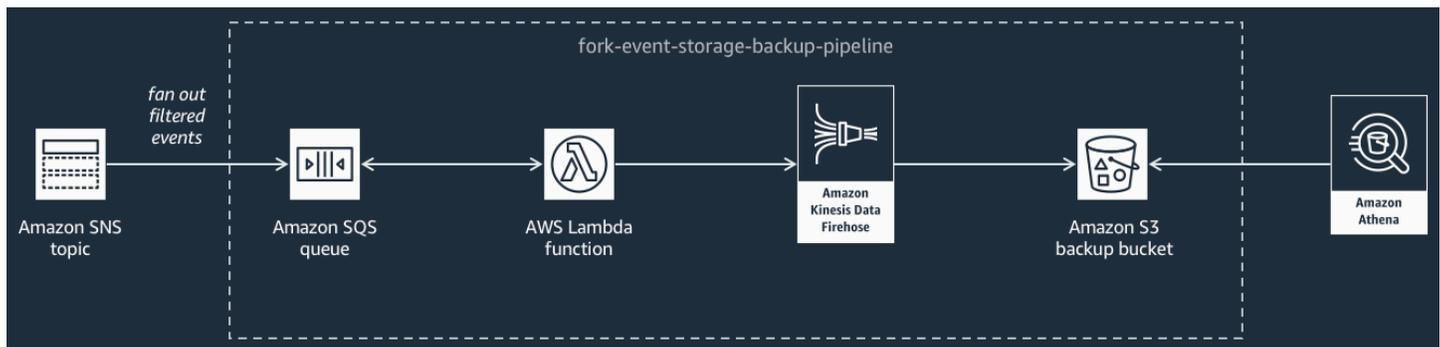 fork-event-storage-backup-pipeline
fan out
filtered
events
Amazon SNS
topic
Amazon SQS
queue
AWS Lambda
function
Amazon
Kinesis Data
Firehose
Amazon S3
backup bucket
Amazon
Athena